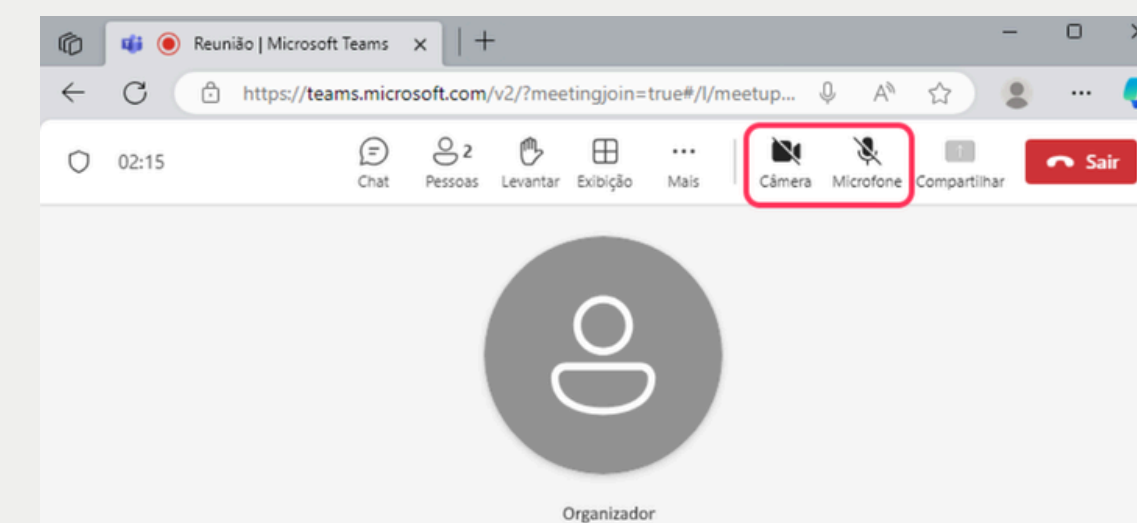 Reunião | Microsoft Teams
https://teams.microsoft.com/v2/?meetingjoin=true#/l/meetup...
02:15
Chat
Pessoas 2
Levantar
Exibição
Mais
Câmera
Microfone
Compartilhar
Sair
Organizador